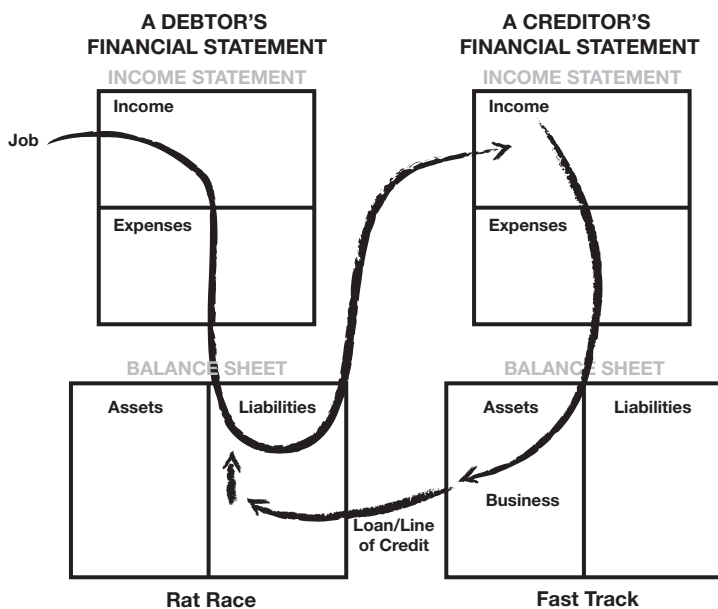 A DEBTOR’S
FINANCIAL STATEMENT
INCOME STATEMENT
Income
Job
Expenses
BALANCE SHEET
Assets
Liabilities
Rat Race
A CREDITOR’S
FINANCIAL STATEMENT
INCOME STATEMENT
Income
Expenses
BALANCE SHEET
Assets
Liabilities
Business
Loan/Line
of Credit
Fast Track